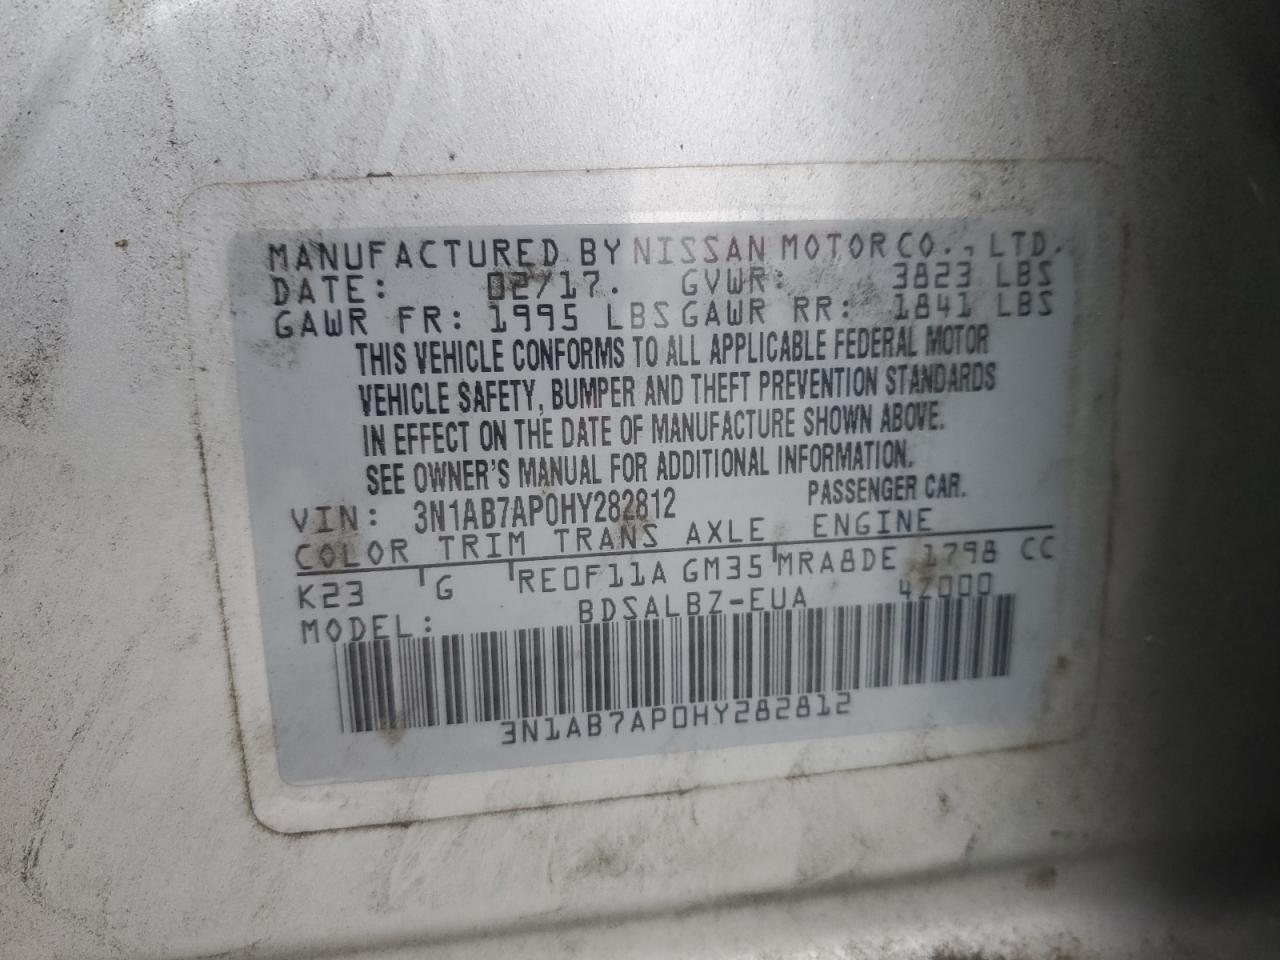 MANUFACTURED BY NISSAN MOTOR CO., LTD.
DATE: 02/17. GVWR: 3823 LBS
GAWR FR: 1995 LBS GAWR RR: 1841 LBS
THIS VEHICLE CONFORMS TO ALL APPLICABLE FEDERAL MOTOR
VEHICLE SAFETY, BUMPER AND THEFT PREVENTION STANDARDS
IN EFFECT ON THE DATE OF MANUFACTURE SHOWN ABOVE.
SEE OWNER'S MANUAL FOR ADDITIONAL INFORMATION.
VIN: 3N1AB7AP0HY282812 PASSENGER CAR.
COLOR TRIM TRANS AXLE ENGINE
K23 G RE0F11A GM35 MRA8DE 1798 CC
MODEL: BDSALBZ-EUA 4Z000
3N1AB7AP0HY282812